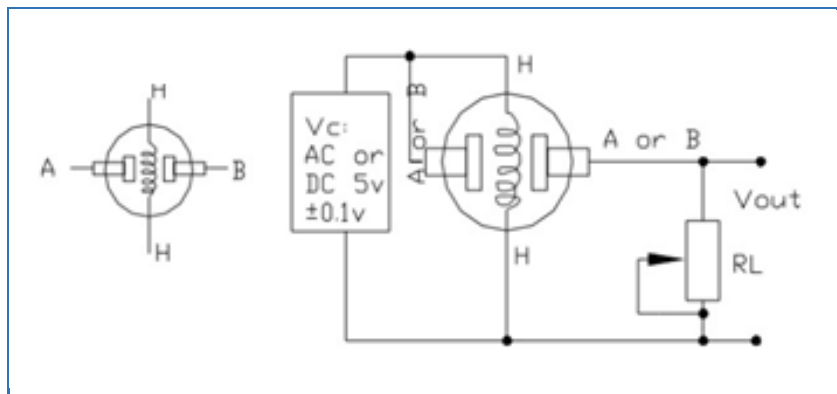 H
A
B
H
H
A or B
Vc:
AC or
DC 5v
±0.1v
A or B
Vout
RL
H